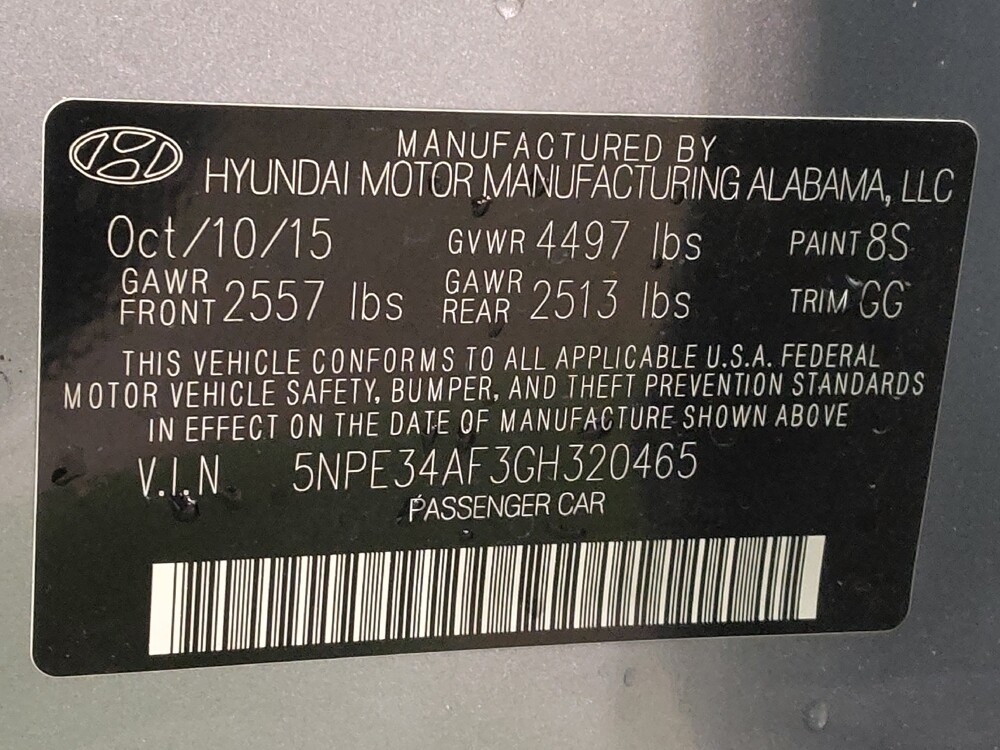 MANUFACTURED BY
HYUNDAI MOTOR MANUFACTURING ALABAMA, LLC
Oct/10/15 GVWR 4497 lbs PAINT 8S
GAWR FRONT 2557 lbs GAWR REAR 2513 lbs TRIM GG
THIS VEHICLE CONFORMS TO ALL APPLICABLE U.S.A. FEDERAL
MOTOR VEHICLE SAFETY, BUMPER, AND THEFT PREVENTION STANDARDS
IN EFFECT ON THE DATE OF MANUFACTURE SHOWN ABOVE
V.I.N 5NPE34AF3GH320465
PASSENGER CAR